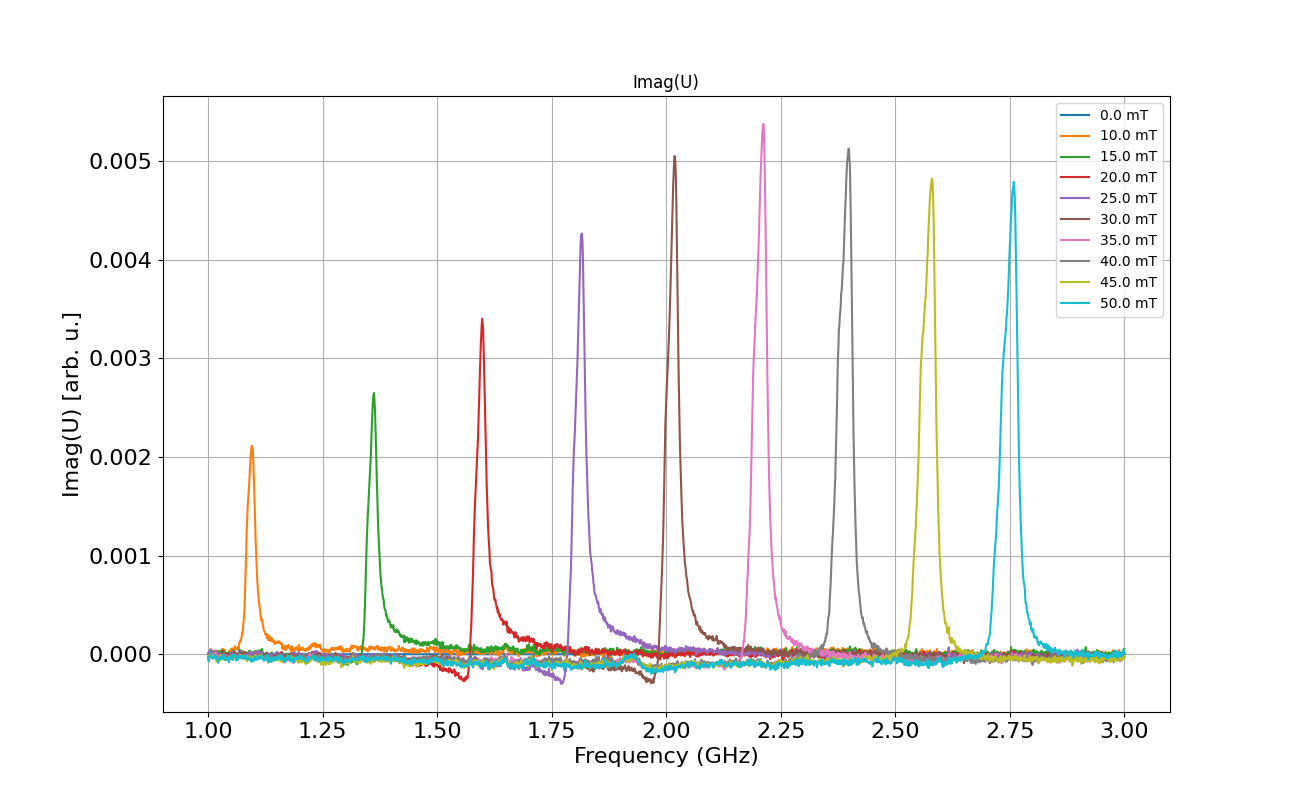 Imag(U)
0.0 mT
10.0 mT
15.0 mT
20.0 mT
25.0 mT
30.0 mT
35.0 mT
40.0 mT
45.0 mT
50.0 mT
Imag(U) [arb. u.]
0.005
0.004
0.003
0.002
0.001
0.000
1.00 1.25 1.50 1.75 2.00 2.25 2.50 2.75 3.00
Frequency (GHz)